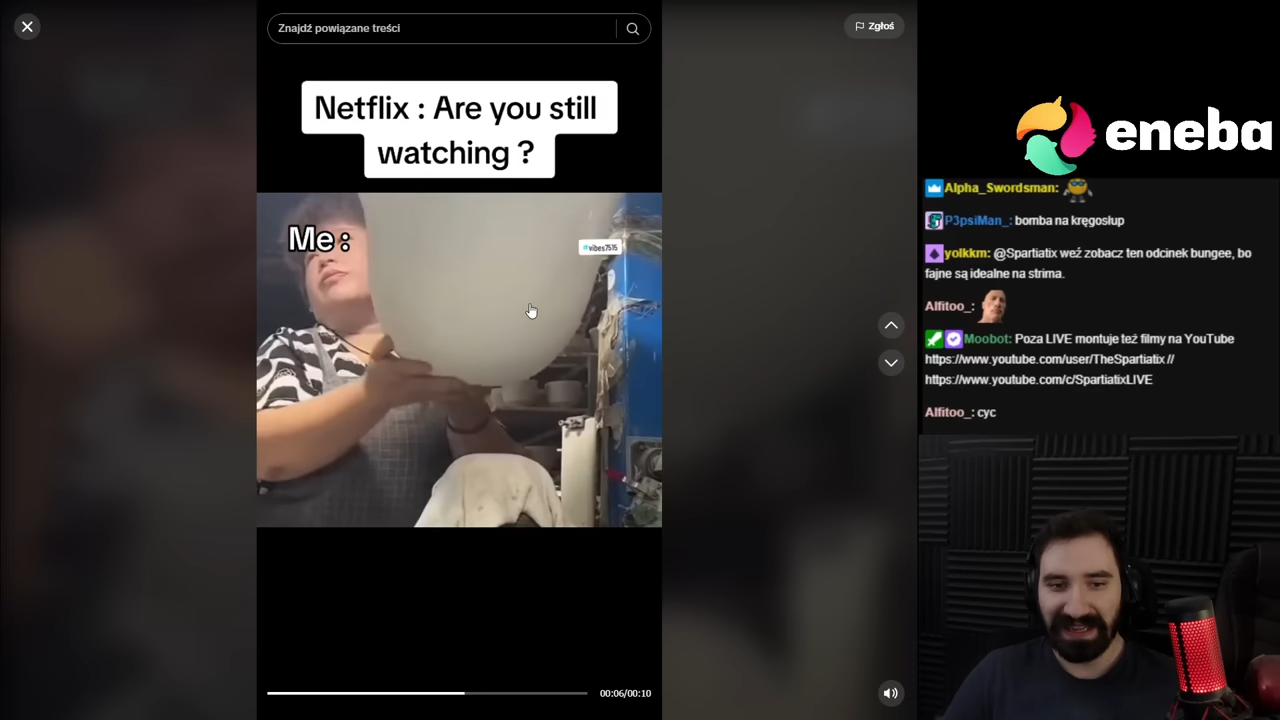 Znajdź powiązane treści
Zgłoś
Netflix : Are you still
watching ?
Me :
#vibes7515
00:06/00:10
eneba
Alpha_Swordsman:
P3psiMan_: bomba na kręgosłup
yolkkm: @Spartiatix weź zobacz ten odcinek bungee, bo
fajne są idealne na strima.
Alfitoo_:
Moobot: Poza LIVE montuje też filmy na YouTube
https://www.youtube.com/user/TheSpartiatix //
https://www.youtube.com/c/SpartiatixLIVE
Alfitoo_: cyc